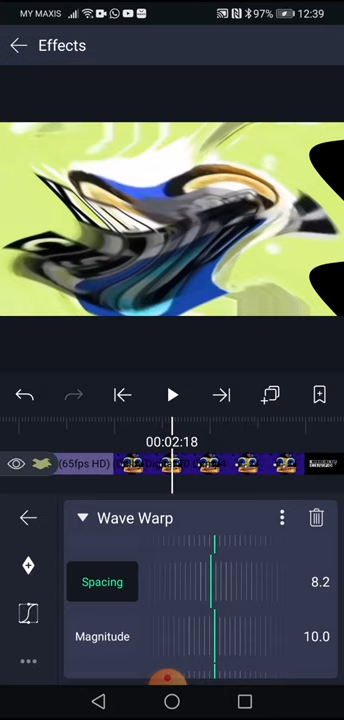 MY MAXIS 97% 12:39
Effects
00:02:18
(65fps HD)
Wave Warp
Spacing 8.2
Magnitude 10.0